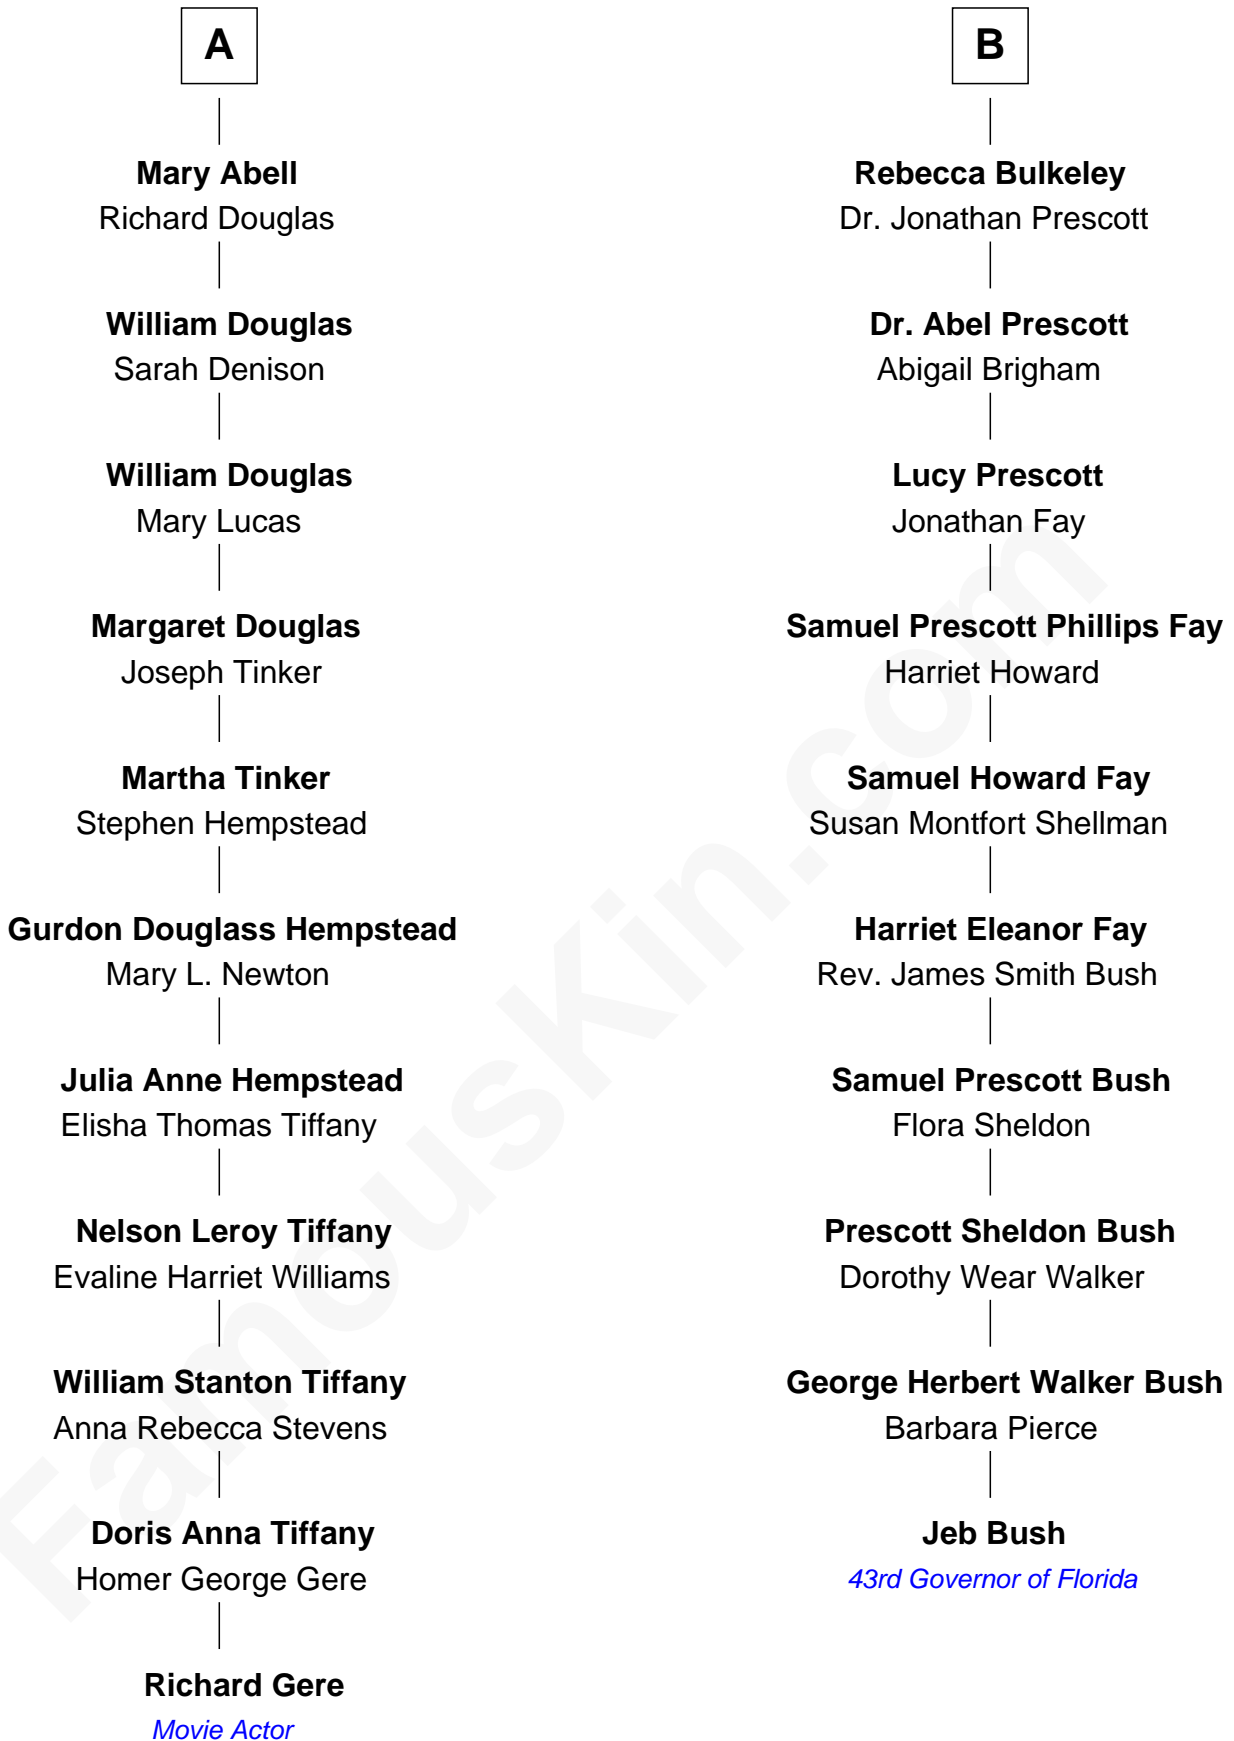 A
Mary Abell
Richard Douglas
William Douglas
Sarah Denison
William Douglas
Mary Lucas
Margaret Douglas
Joseph Tinker
Martha Tinker
Stephen Hempstead
Gurdon Douglass Hempstead
Mary L. Newton
Julia Anne Hempstead
Elisha Thomas Tiffany
Nelson Leroy Tiffany
Evaline Harriet Williams
William Stanton Tiffany
Anna Rebecca Stevens
Doris Anna Tiffany
Homer George Gere
Richard Gere
Movie Actor
B
Rebecca Bulkeley
Dr. Jonathan Prescott
Dr. Abel Prescott
Abigail Brigham
Lucy Prescott
Jonathan Fay
Samuel Prescott Phillips Fay
Harriet Howard
Samuel Howard Fay
Susan Montfort Shellman
Harriet Eleanor Fay
Rev. James Smith Bush
Samuel Prescott Bush
Flora Sheldon
Prescott Sheldon Bush
Dorothy Wear Walker
George Herbert Walker Bush
Barbara Pierce
Jeb Bush
43rd Governor of Florida
FamousKin.com